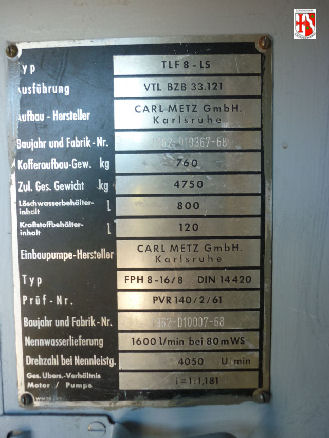 Typ TLF 8-LS
Ausführung VTL BZB 33.121
Aufbau - Hersteller CARL METZ GmbH.
Karlsruhe
Baujahr und Fabrik-Nr.
Kofferaufbau-Gew. kg 760
Zul. Ges. Gewicht kg 4750
Löschwasserbehälter-
inhalt l 800
Kraftstoffbehälter-
inhalt l 120
Einbaupumpe-Hersteller CARL METZ GmbH.
Karlsruhe
Typ FPH 8-16/8 DIN 14420
Prüf-Nr. PVR 140/2/61
Baujahr und Fabrik-Nr.
Nennwasserlieferung 1600 l/min bei 80 mWS
Drehzahl bei Nennleistg. 4050 U/min
Ges. Übers.-Verhältnis
Motor / Pumpe i=1:1,181